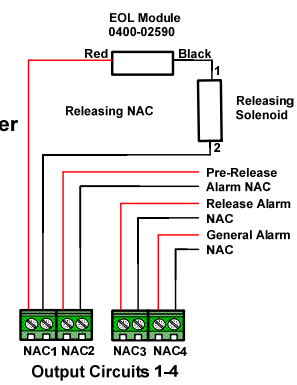 EOL Module
0400-02590
Red
Black
1
Releasing NAC
Releasing
Solenoid
er
2
Pre-Release
Alarm NAC
Release Alarm
NAC
General Alarm
NAC
NAC1 NAC2 NAC3 NAC4
Output Circuits 1-4